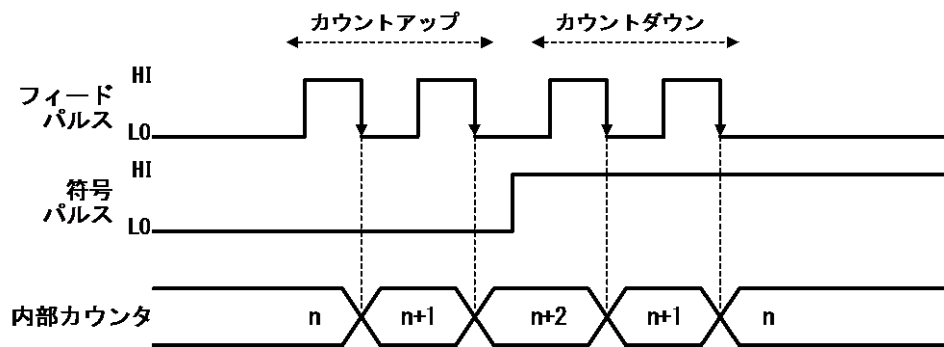 カウントアップ カウントダウン
HI
フィード
パルス
LO
HI
符号
パルス
LO
内部カウンタ n n+1 n+2 n+1 n